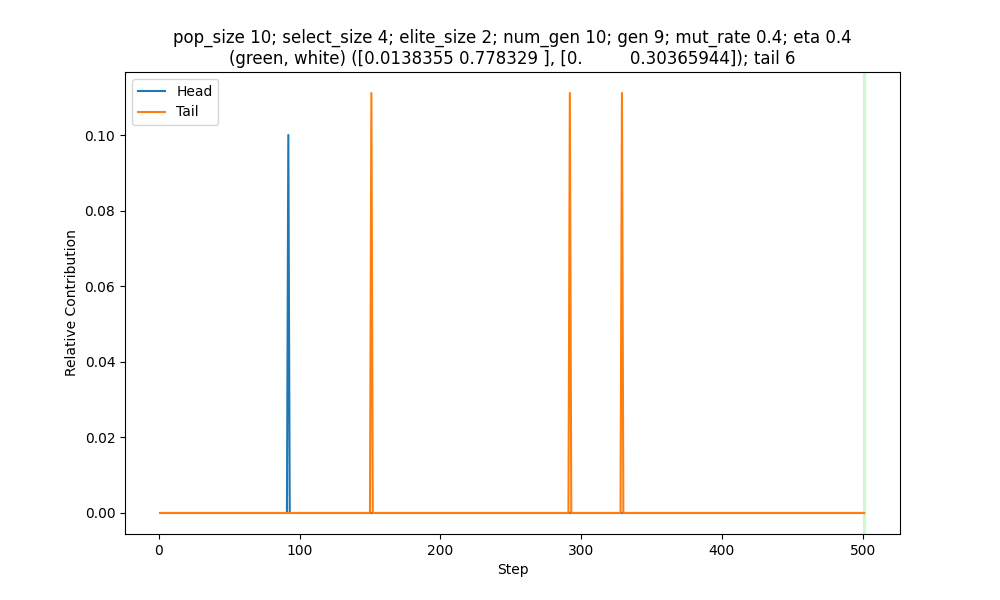 pop_size 10; select_size 4; elite_size 2; num_gen 10; gen 9; mut_rate 0.4; eta 0.4
(green, white) ([0.0138355 0.778329 ], [0.         0.30365944]); tail 6
Head
Tail
0.10
0.08
0.06
0.04
0.02
0.00
Relative Contribution
0 100 200 300 400 500
Step